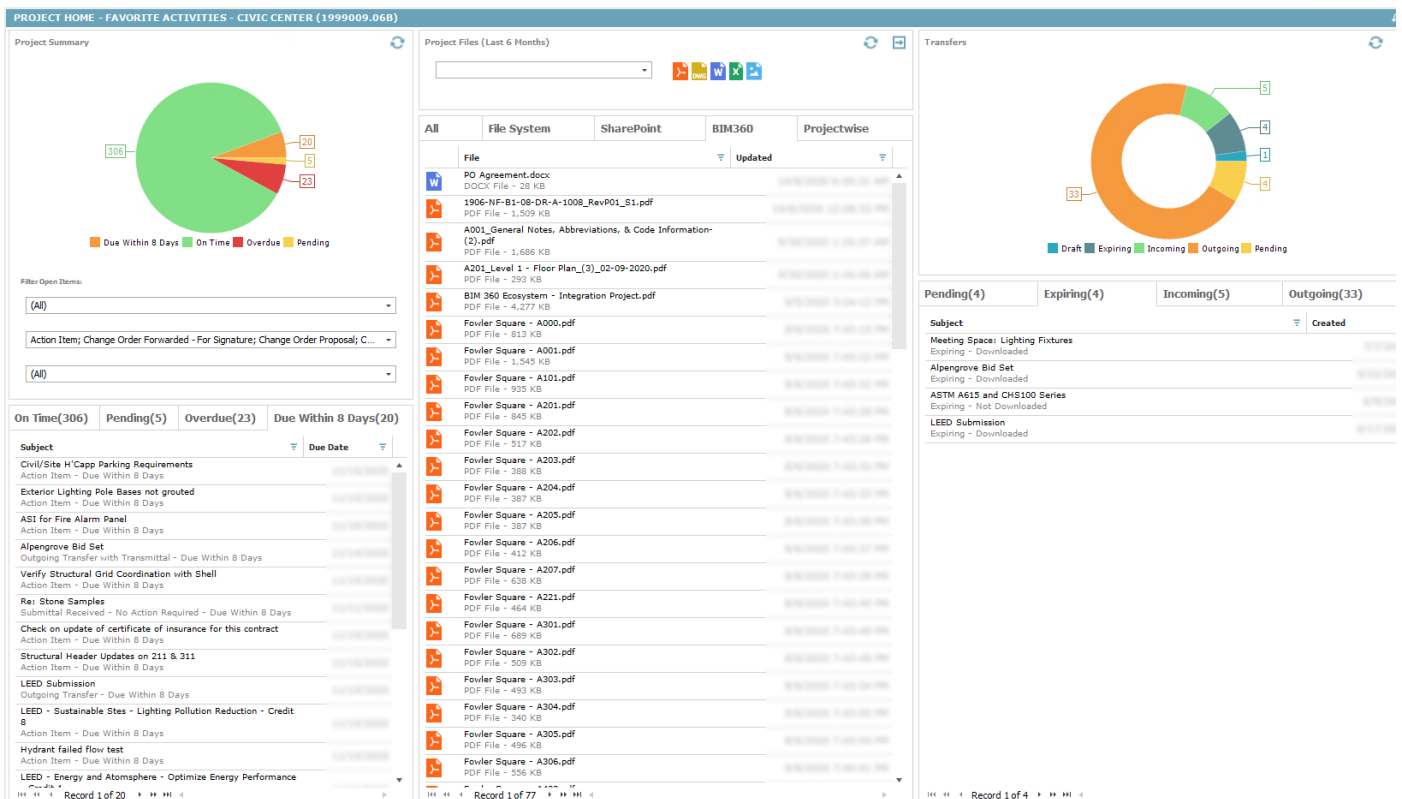 PROJECT HOME - FAVORITE ACTIVITIES - CIVIC CENTER (1999009.06B)
Project Summary
306
20
5
23
Due Within 8 Days On Time Overdue Pending
Filter Open Items:
(All)
Action Item; Change Order Forwarded - For Signature; Change Order Proposal; C...
(All)
On Time(306) Pending(5) Overdue(23) Due Within 8 Days(20)
Subject Due Date
Civil/Site H'Capp Parking Requirements
Action Item - Due Within 8 Days
Exterior Lighting Pole Bases not grouted
Action Item - Due Within 8 Days
ASI for Fire Alarm Panel
Action Item - Due Within 8 Days
Alpengrove Bid Set
Outgoing Transfer with Transmittal - Due Within 8 Days
Verify Structural Grid Coordination with Shell
Action Item - Due Within 8 Days
Re: Stone Samples
Submittal Received - No Action Required - Due Within 8 Days
Check on update of certificate of insurance for this contract
Action Item - Due Within 8 Days
Structural Header Updates on 211 & 311
Action Item - Due Within 8 Days
LEED Submission
Outgoing Transfer - Due Within 8 Days
LEED - Sustainable Stes - Lighting Pollution Reduction - Credit
8
Action Item - Due Within 8 Days
Hydrant failed flow test
Action Item - Due Within 8 Days
LEED - Energy and Atomsphere - Optimize Energy Performance
- Credit 1
Record 1 of 20
Project Files (Last 6 Months)
DWG W X
All File System SharePoint BIM360 Projectwise
File Updated
W
PO Agreement.docx
DOCX File - 28 KB
1906-NF-B1-08-DR-A-1008_RevP01_S1.pdf
PDF File - 1,509 KB
A001_General Notes, Abbreviations, & Code Information-
(2).pdf
PDF File - 1,686 KB
A201_Level 1 - Floor Plan_(3)_02-09-2020.pdf
PDF File - 293 KB
BIM 360 Ecosystem - Integration Project.pdf
PDF File - 4,277 KB
Fowler Square - A000.pdf
PDF File - 813 KB
Fowler Square - A001.pdf
PDF File - 1,545 KB
Fowler Square - A101.pdf
PDF File - 935 KB
Fowler Square - A201.pdf
PDF File - 845 KB
Fowler Square - A202.pdf
PDF File - 517 KB
Fowler Square - A203.pdf
PDF File - 388 KB
Fowler Square - A204.pdf
PDF File - 387 KB
Fowler Square - A205.pdf
PDF File - 387 KB
Fowler Square - A206.pdf
PDF File - 412 KB
Fowler Square - A207.pdf
PDF File - 638 KB
Fowler Square - A221.pdf
PDF File - 464 KB
Fowler Square - A301.pdf
PDF File - 689 KB
Fowler Square - A302.pdf
PDF File - 509 KB
Fowler Square - A303.pdf
PDF File - 493 KB
Fowler Square - A304.pdf
PDF File - 340 KB
Fowler Square - A305.pdf
PDF File - 496 KB
Fowler Square - A306.pdf
PDF File - 556 KB
Record 1 of 77
Transfers
5
4
1
4
33
Draft Expiring Incoming Outgoing Pending
Pending(4) Expiring(4) Incoming(5) Outgoing(33)
Subject Created
Meeting Space: Lighting Fixtures
Expiring - Downloaded
Alpengrove Bid Set
Expiring - Downloaded
ASTM A615 and CHS100 Series
Expiring - Not Downloaded
LEED Submission
Expiring - Downloaded
Record 1 of 4